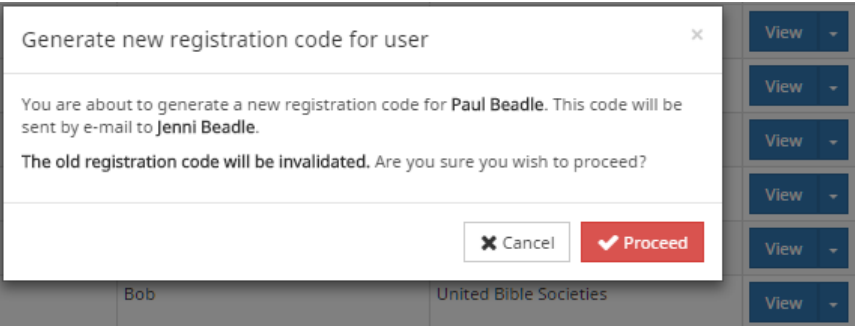 Generate new registration code for user ×
View
You are about to generate a new registration code for Paul Beadle. This code will be
sent by e-mail to Jenni Beadle.
The old registration code will be invalidated. Are you sure you wish to proceed?
View
View
View
Cancel Proceed
View
Bob United Bible Societies View